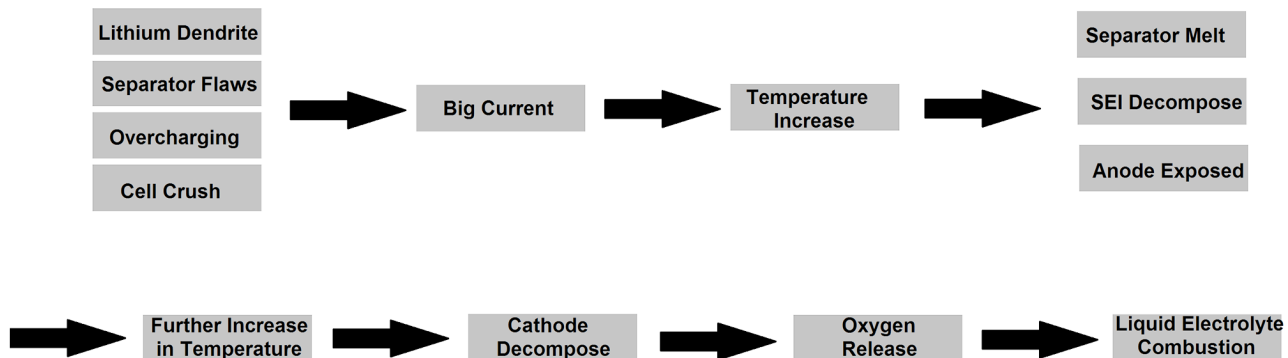 Lithium Dendrite
Separator Flaws
Overcharging
Cell Crush
Big Current
Temperature
Increase
Separator Melt
SEI Decompose
Anode Exposed
Further Increase
in Temperature
Cathode
Decompose
Oxygen
Release
Liquid Electrolyte
Combustion